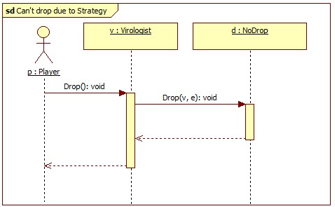 sd Can't drop due to Strategy
v : Virologist
d : NoDrop
p : Player
Drop(): void
Drop(v, e): void